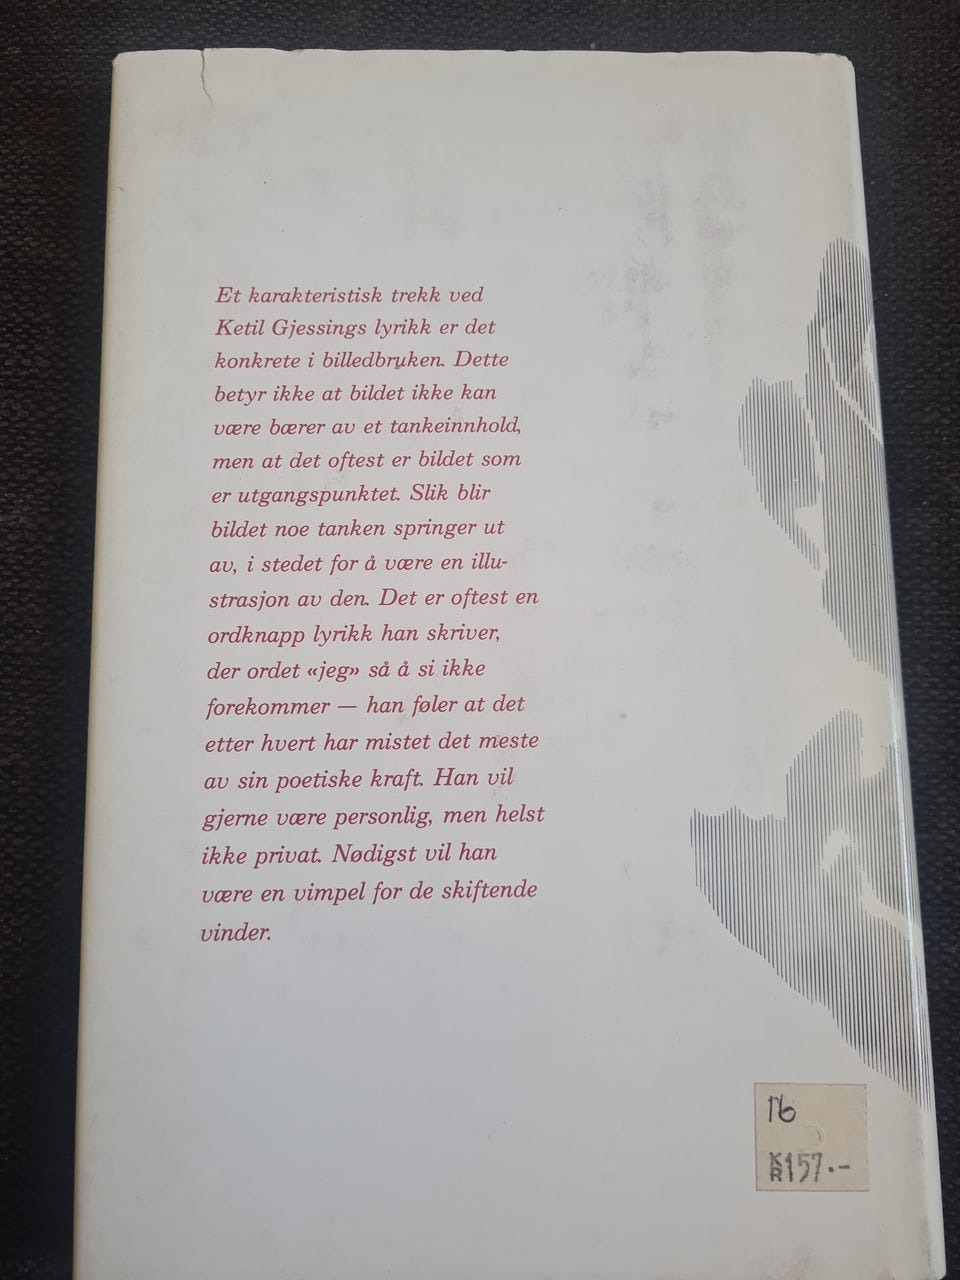 Et karakteristisk trekk ved
Ketil Gjessings lyrikk er det
konkrete i billedbruken. Dette
betyr ikke at bildet ikke kan
være bærer av et tankeinnhold,
men at det oftest er bildet som
er utgangspunktet. Slik blir
bildet noe tanken springer ut
av, i stedet for å være en illu-
strasjon av den. Det er oftest en
ordknapp lyrikk han skriver,
der ordet «jeg» så å si ikke
forekommer — han føler at det
etter hvert har mistet det meste
av sin poetiske kraft. Han vil
gjerne være personlig, men helst
ikke privat. Nødigst vil han
være en vimpel for de skiftende
vinder.
KR 157.-